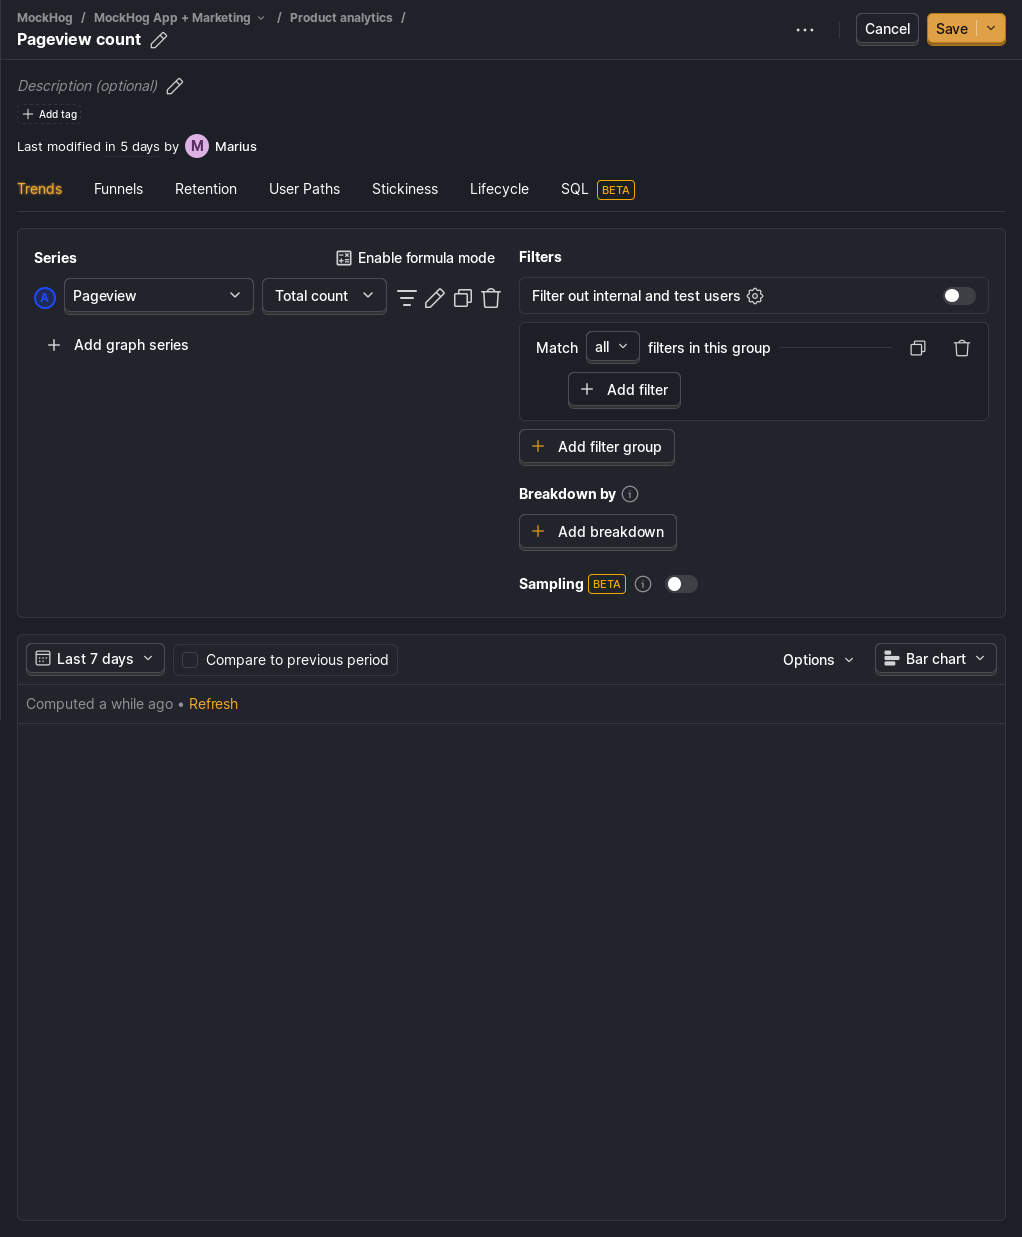 MockHog / MockHog App + Marketing / Product analytics /
Pageview count
Cancel
Save
Description (optional)
Add tag
Last modified in 5 days by M Marius
Trends Funnels Retention User Paths Stickiness Lifecycle SQL BETA
Series
Enable formula mode
A Pageview Total count
Add graph series
Filters
Filter out internal and test users
Match all filters in this group
Add filter
Add filter group
Breakdown by
Add breakdown
Sampling BETA
Last 7 days Compare to previous period Options Bar chart
Computed a while ago • Refresh